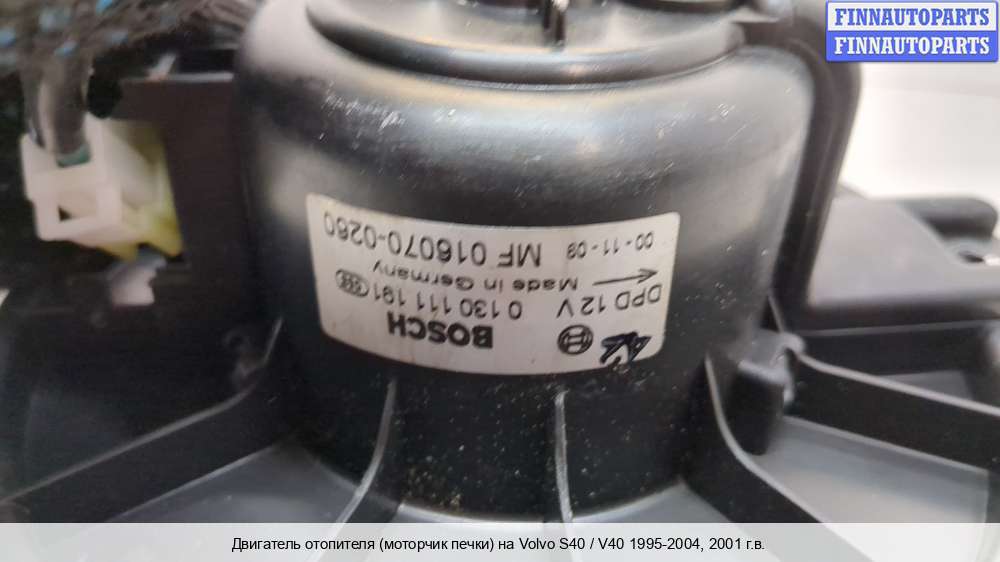 FINNAUTOPARTS
FINNAUTOPARTS
BOSCH
0 130 111 191
DPD 12 V
Made in Germany
MF 016070-0260
00-11-09
Двигатель отопителя (моторчик печки) на Volvo S40 / V40 1995-2004, 2001 г.в.